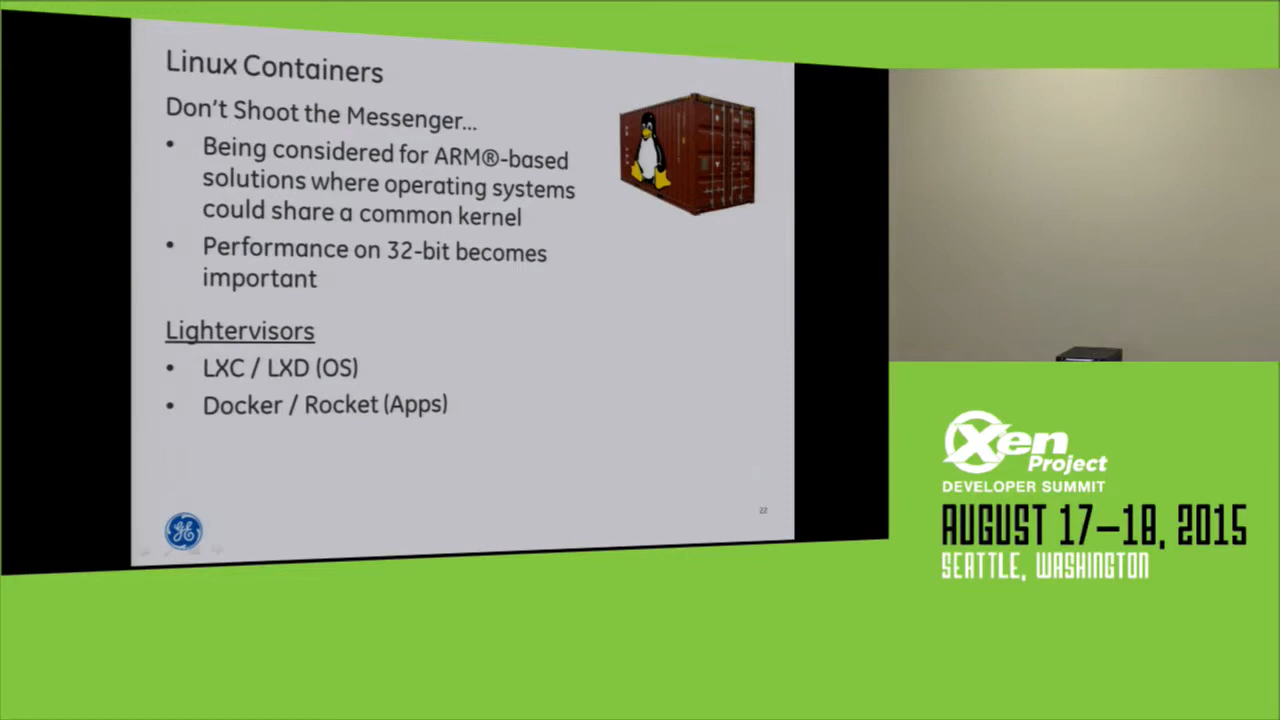 Linux Containers
Don't Shoot the Messenger...
• Being considered for ARM®-based
solutions where operating systems
could share a common kernel
• Performance on 32-bit becomes
important
Lightervisors
• LXC / LXD (OS)
• Docker / Rocket (Apps)
GE
22
Xen
Project
DEVELOPER SUMMIT
AUGUST 17–18, 2015
SEATTLE, WASHINGTON